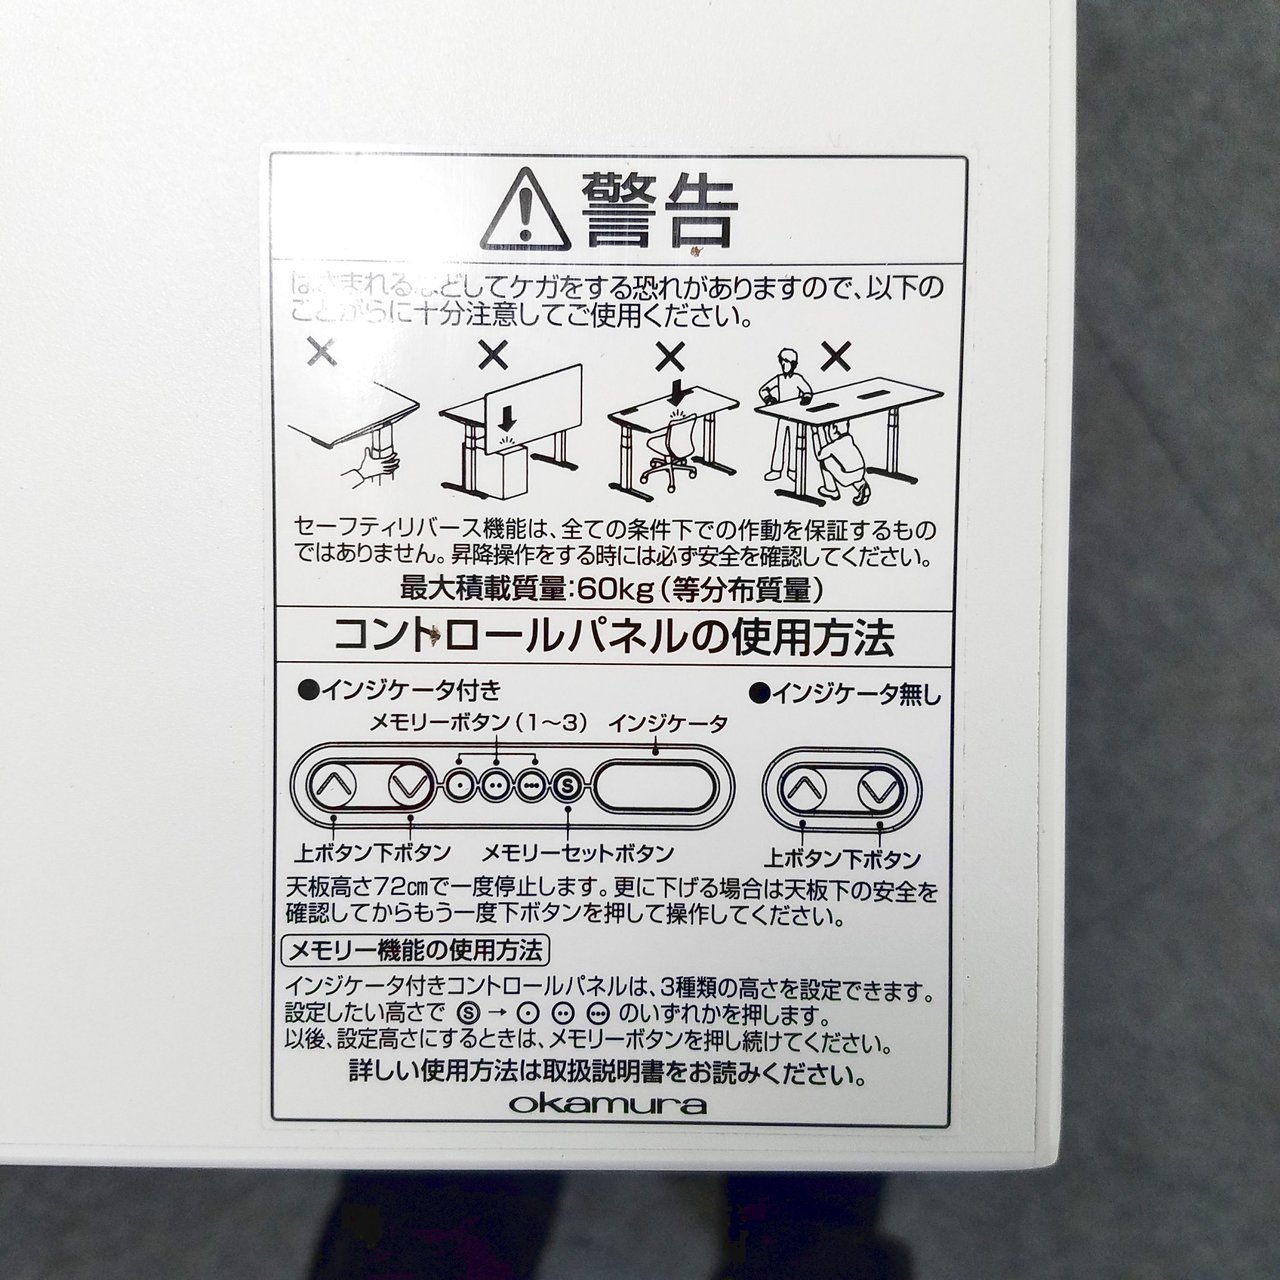 警告
はさまれるなどしてケガをする恐れがありますので、以下の
ことがらに十分注意してご使用ください。
セーフティリバース機能は、全ての条件下での作動を保証するもの
ではありません。昇降操作をする時には必ず安全を確認してください。
最大積載質量:60kg(等分布質量)
コントロールパネルの使用方法
●インジケータ付き
●インジケータ無し
メモリーボタン(1～3) インジケータ
S
上ボタン下ボタン メモリーセットボタン
上ボタン下ボタン
天板高さ72cmで一度停止します。更に下げる場合は天板下の安全を
確認してからもう一度下ボタンを押して操作してください。
メモリー機能の使用方法
インジケータ付きコントロールパネルは、3種類の高さを設定できます。
設定したい高さで Ⓢ → ⊙ のいずれかを押します。
以後、設定高さにするときは、メモリーボタンを押し続けてください。
詳しい使用方法は取扱説明書をお読みください。
okamura